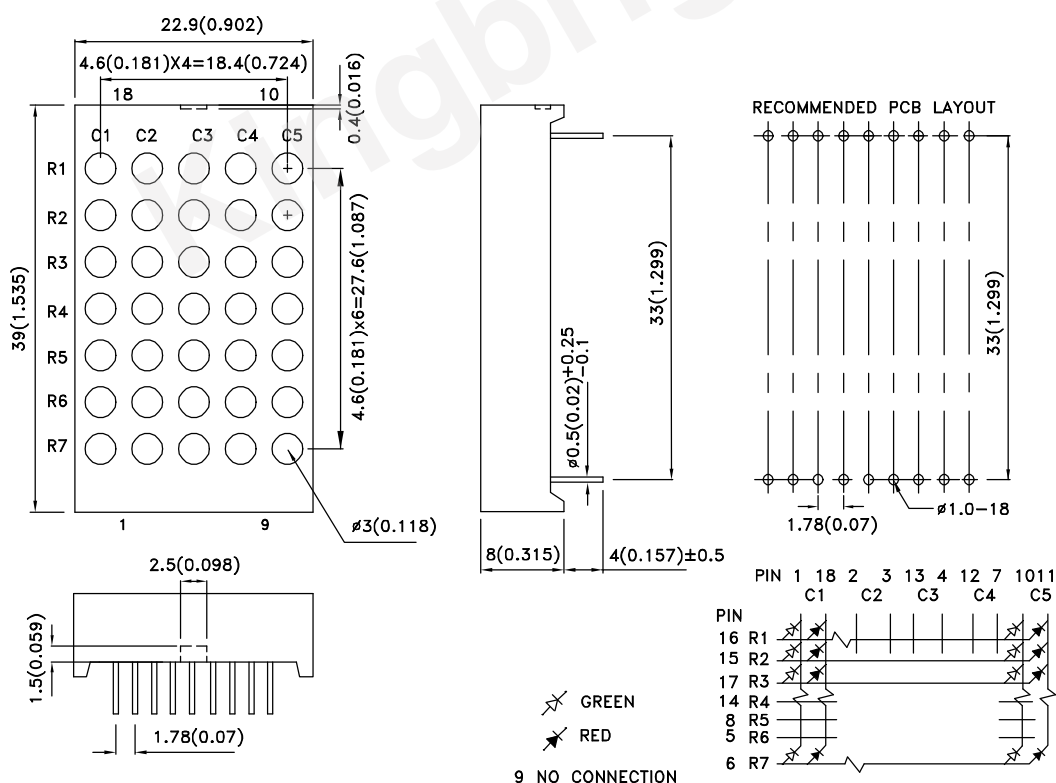 22.9(0.902)
4.6(0.181)X4=18.4(0.724)
18 10
0.4(0.016)
C1 C2 C3 C4 C5
R1
R2
R3
R4
R5
R6
R7
39(1.535)
4.6(0.181)x6=27.6(1.087)
1 9
ø3(0.118)
33(1.299)
ø0.5(0.02)+0.25
-0.1
8(0.315) 4(0.157)±0.5
RECOMMENDED PCB LAYOUT
33(1.299)
ø1.0-18
1.78(0.07)
2.5(0.098)
1.5(0.059)
1.78(0.07)
GREEN
RED
9 NO CONNECTION
PIN 1 18 2 3 13 4 12 7 1011
C1 C2 C3 C4 C5
PIN
16 R1
15 R2
17 R3
14 R4
8 R5
5 R6
6 R7